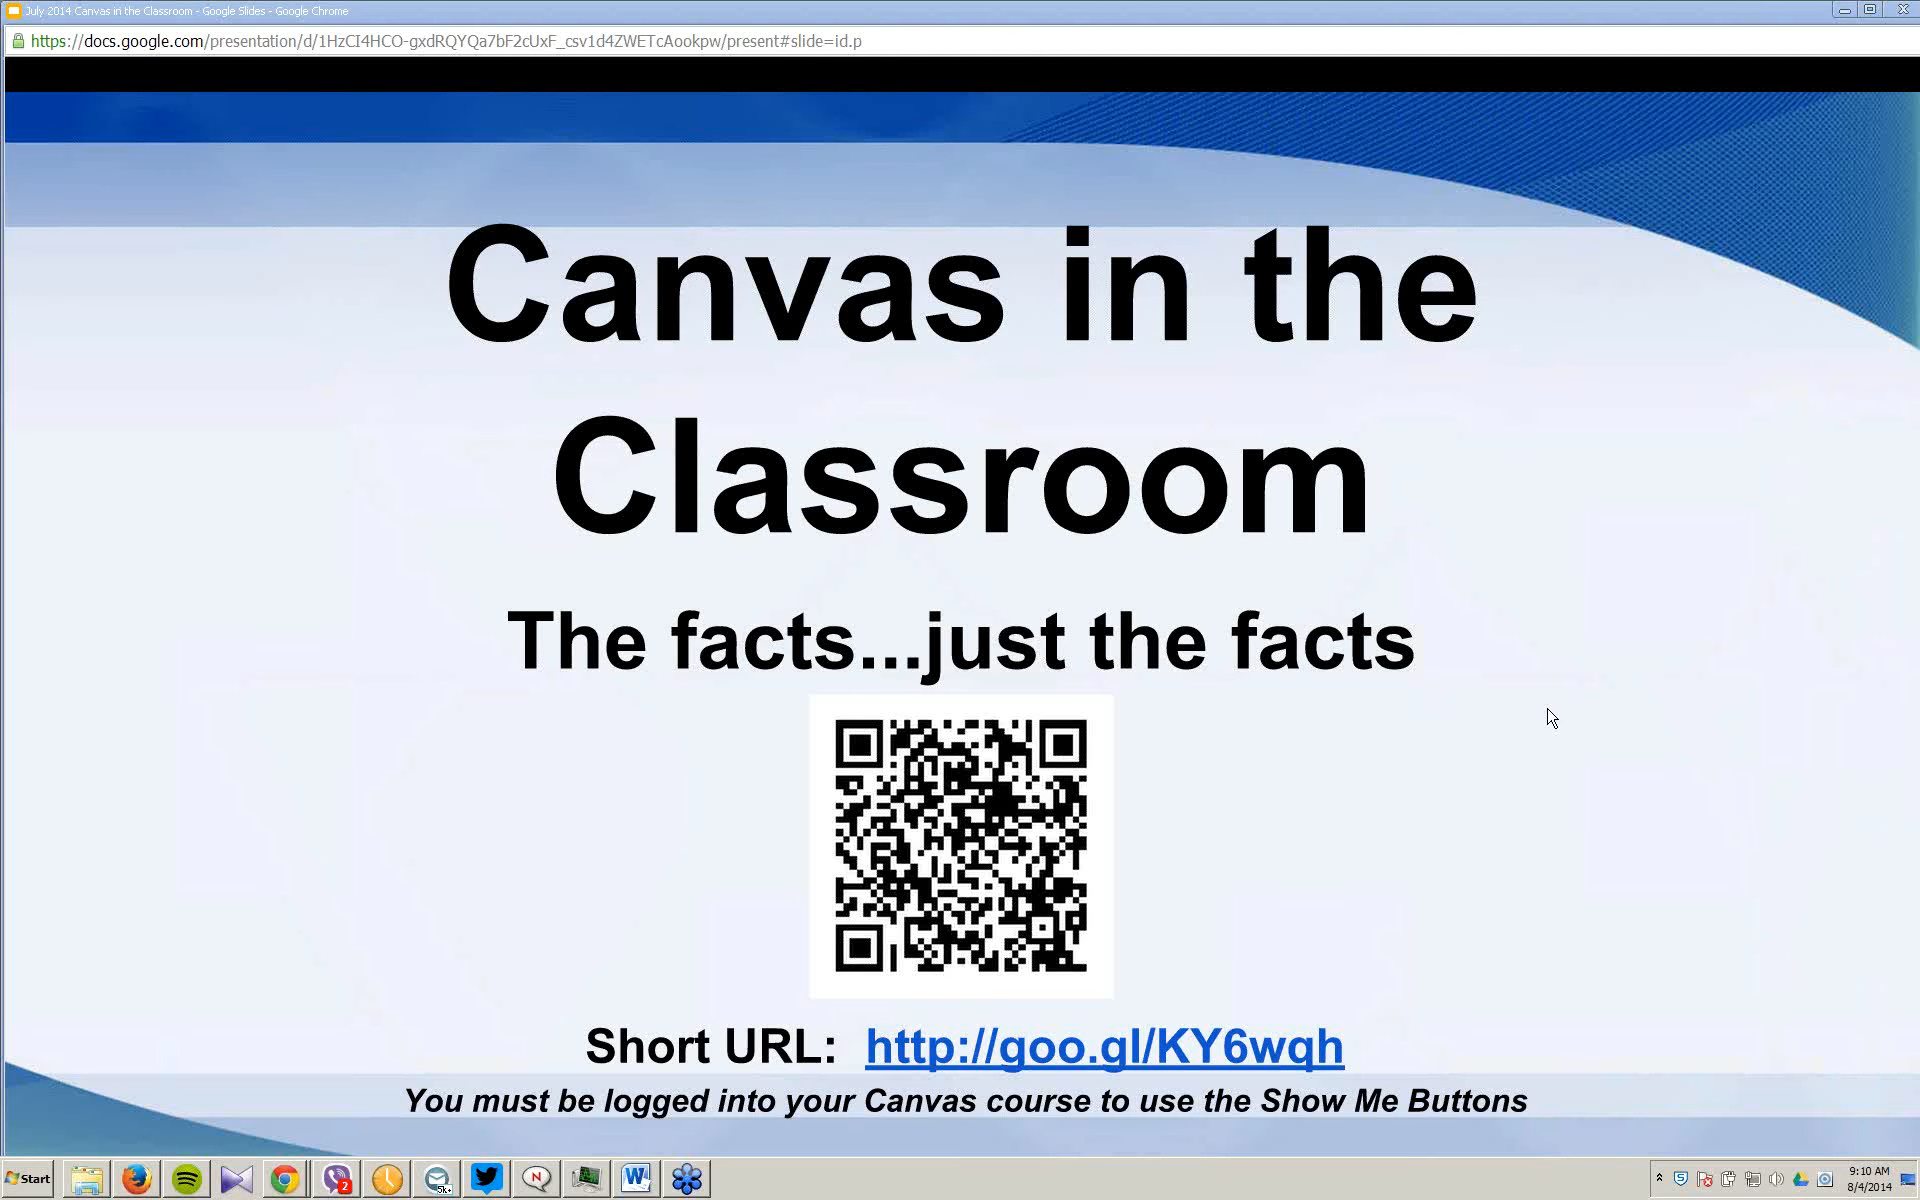 July 2014 Canvas in the Classroom - Google Slides - Google Chrome
https://docs.google.com/presentation/d/1HzCI4HCO-gxdRQYQa7bF2cUxF_csv1d4ZWETcAookpw/present#slide=id.p
Canvas in the
Classroom
The facts...just the facts
Short URL: http://goo.gl/KY6wqh
You must be logged into your Canvas course to use the Show Me Buttons
Start
2
5k+
N
W
S
9:10 AM
8/4/2014